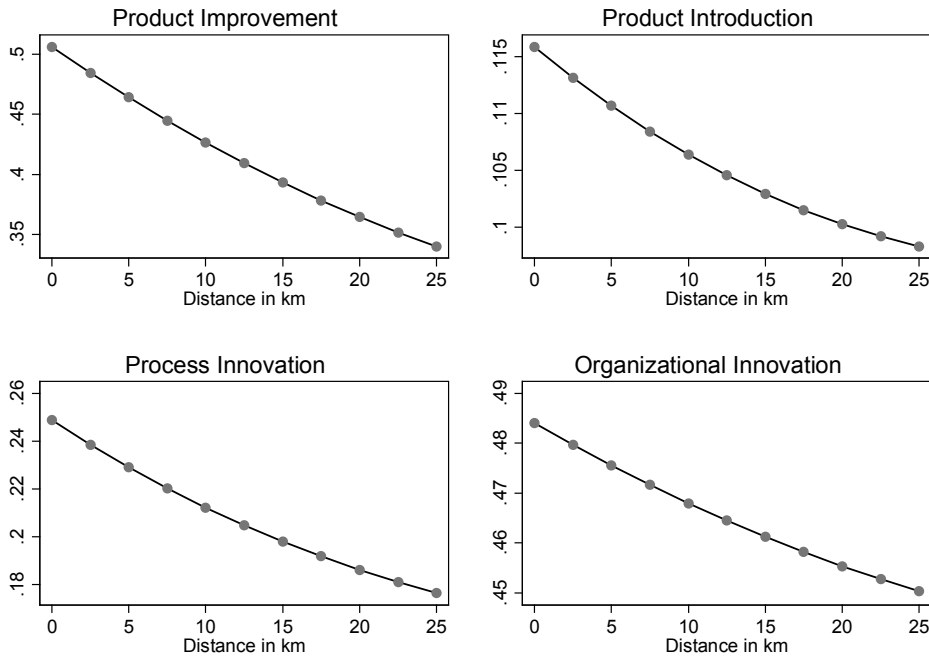 Product Improvement
.5
.45
.4
.35
0 5 10 15 20 25
Distance in km
Product Introduction
.115
.11
.105
.1
0 5 10 15 20 25
Distance in km
Process Innovation
.26
.24
.22
.2
.18
0 5 10 15 20 25
Distance in km
Organizational Innovation
.49
.48
.47
.46
.45
0 5 10 15 20 25
Distance in km